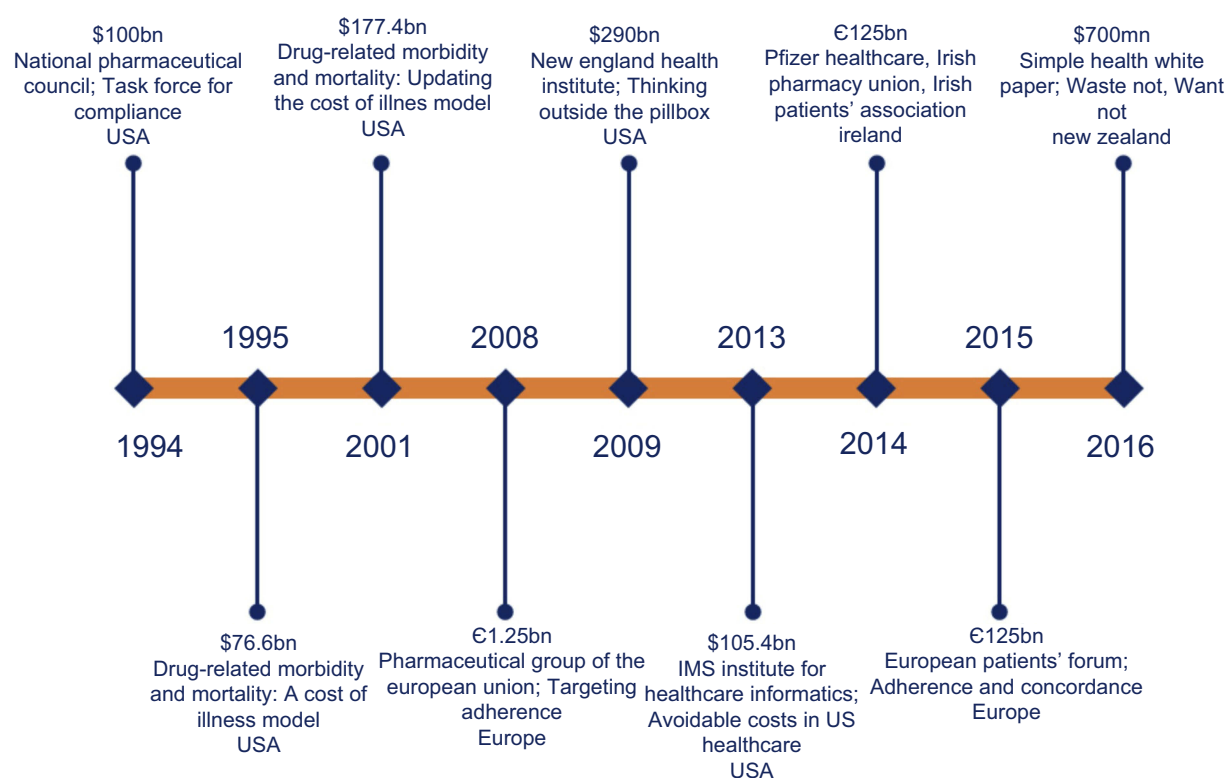 $100bn
National pharmaceutical
council; Task force for
compliance
USA
$177.4bn
Drug-related morbidity
and mortality: Updating
the cost of illnes model
USA
$290bn
New england health
institute; Thinking
outside the pillbox
USA
Є125bn
Pfizer healthcare, Irish
pharmacy union, Irish
patients’ association
ireland
$700mn
Simple health white
paper; Waste not, Want
not
new zealand
1995
2008
2013
2015
1994
2001
2009
2014
2016
$76.6bn
Drug-related morbidity
and mortality: A cost of
illness model
USA
Є1.25bn
Pharmaceutical group of the
european union; Targeting
adherence
Europe
$105.4bn
IMS institute for
healthcare informatics;
Avoidable costs in US
healthcare
USA
Є125bn
European patients’ forum;
Adherence and concordance
Europe